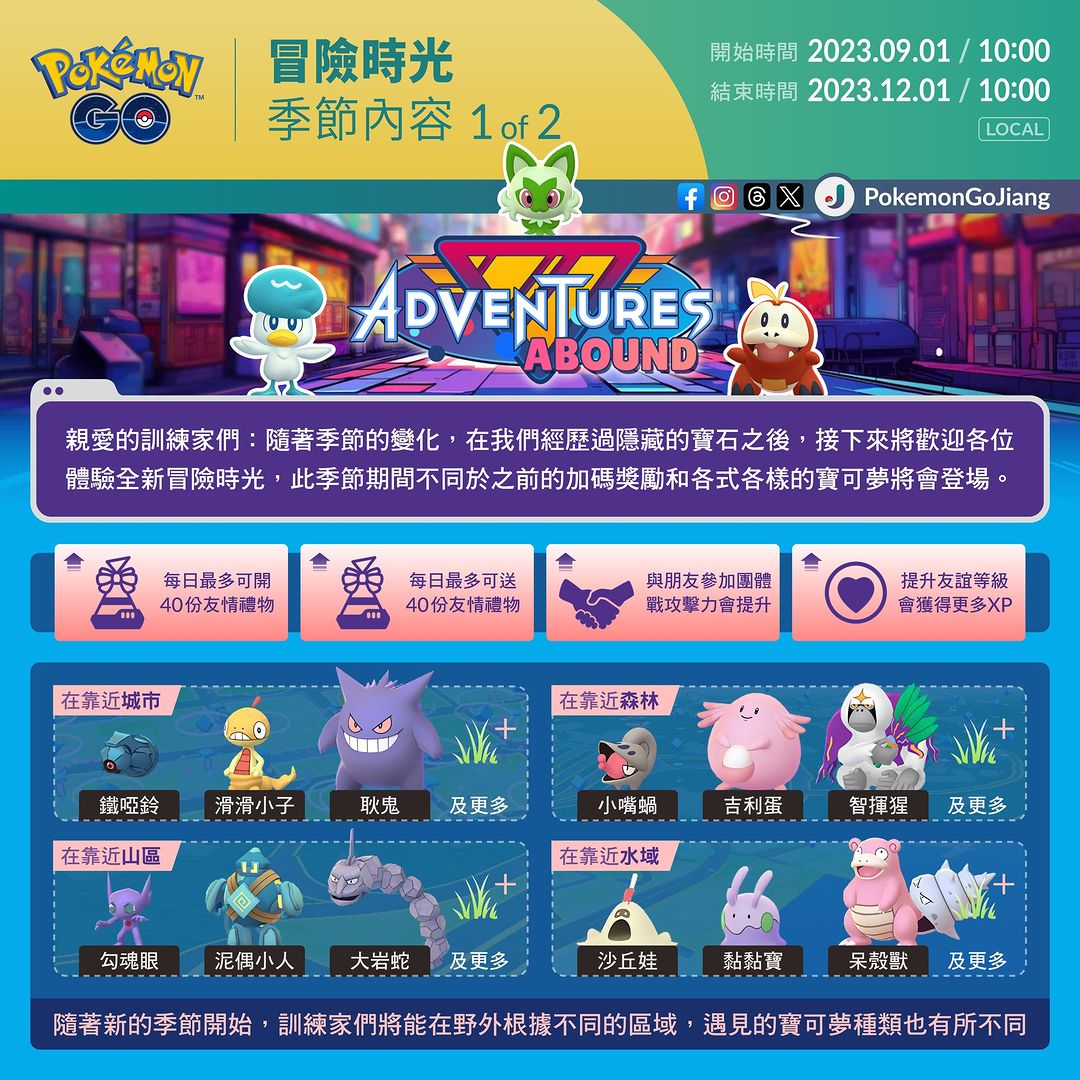 POKÉMON
GO
TM
冒險時光
季節內容 1 of 2
開始時間 2023.09.01 / 10:00
結束時間 2023.12.01 / 10:00
LOCAL
PokemonGoJiang
ADVENTURES
ABOUND
親愛的訓練家們：隨著季節的變化，在我們經歷過隱藏的寶石之後，接下來將歡迎各位
體驗全新冒險時光，此季節期間不同於之前的加碼獎勵和各式各樣的寶可夢將會登場。
每日最多可開
40份友情禮物
每日最多可送
40份友情禮物
與朋友參加團體
戰攻擊力會提升
提升友誼等級
會獲得更多XP
在靠近城市
鐵啞鈴 滑滑小子 耿鬼 及更多
在靠近森林
小嘴蝸 吉利蛋 智揮猩 及更多
在靠近山區
勾魂眼 泥偶小人 大岩蛇 及更多
在靠近水域
沙丘娃 黏黏寶 呆殼獸 及更多
隨著新的季節開始，訓練家們將能在野外根據不同的區域，遇見的寶可夢種類也有所不同